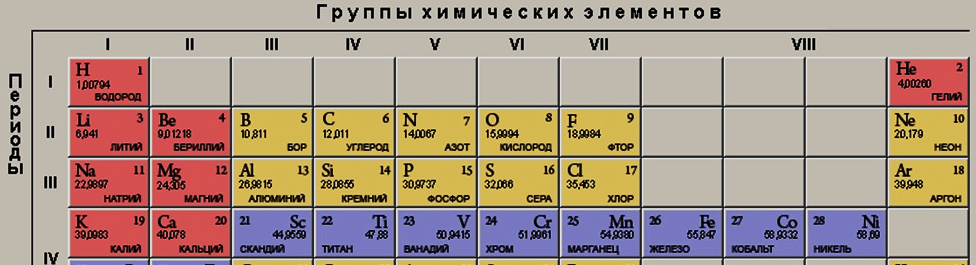 Группы химических элементов
I II III IV V VI VII VIII
Периоды
I
H 1 He 2
1,00794 4,00260
ВОДОРОД ГЕЛИЙ
II
Li 3 Be 4 B 5 C 6 N 7 O 8 F 9 Ne 10
6,941 9,01218 10,811 12,011 14,0067 15,9994 18,9984 20,179
ЛИТИЙ БЕРИЛЛИЙ БОР УГЛЕРОД АЗОТ КИСЛОРОД ФТОР НЕОН
III
Na 11 Mg 12 Al 13 Si 14 P 15 S 16 Cl 17 Ar 18
22,9897 24,305 26,9815 28,0855 30,9737 32,066 35,453 39,948
НАТРИЙ МАГНИЙ АЛЮМИНИЙ КРЕМНИЙ ФОСФОР СЕРА ХЛОР АРГОН
K 19 Ca 20 21 Sc 22 Ti 23 V 24 Cr 25 Mn 26 Fe 27 Co 28 Ni
39,0983 40,078 44,9559 47,88 50,9415 51,9961 54,9380 55,847 58,9332 58,69
КАЛИЙ КАЛЬЦИЙ СКАНДИЙ ТИТАН ВАНАДИЙ ХРОМ МАРГАНЕЦ ЖЕЛЕЗО КОБАЛЬТ НИКЕЛЬ
IV